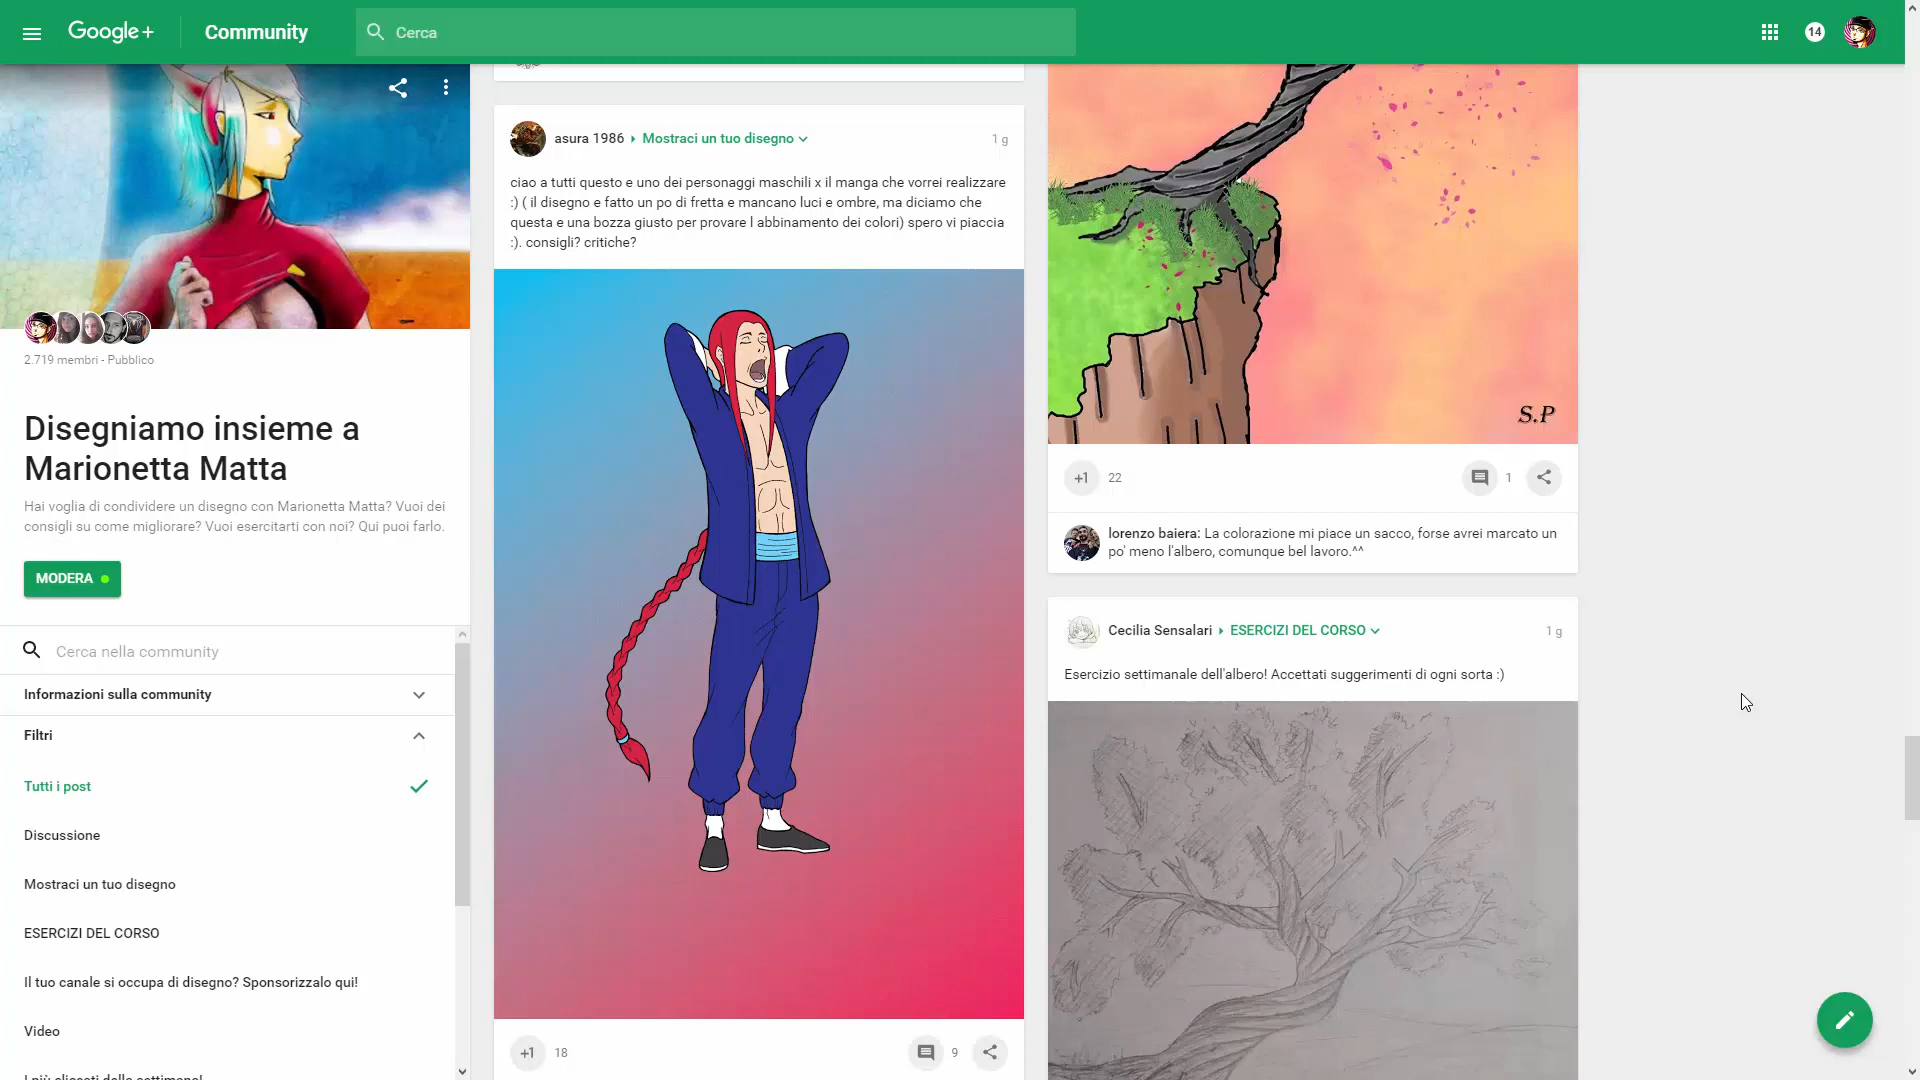 Google+
Community
Cerca
14
2.719 membri - Pubblico
Disegniamo insieme a
Marionetta Matta
Hai voglia di condividere un disegno con Marionetta Matta? Vuoi dei
consigli su come migliorare? Vuoi esercitarti con noi? Qui puoi farlo.
MODERA
Cerca nella community
Informazioni sulla community
Filtri
Tutti i post
Discussione
Mostraci un tuo disegno
ESERCIZI DEL CORSO
Il tuo canale si occupa di disegno? Sponsorizzalo qui!
Video
I più cliccati della settimana!
asura 1986 Mostraci un tuo disegno 1 g
ciao a tutti questo e uno dei personaggi maschili x il manga che vorrei realizzare
:) ( il disegno e fatto un po di fretta e mancano luci e ombre, ma diciamo che
questa e una bozza giusto per provare l abbinamento dei colori) spero vi piaccia
:). consigli? critiche?
+1 18 9
S.P
+1 22 1
lorenzo baiera: La colorazione mi piace un sacco, forse avrei marcato un
po' meno l'albero, comunque bel lavoro.^^
Cecilia Sensalari ESERCIZI DEL CORSO 1 g
Esercizio settimanale dell'albero! Accettati suggerimenti di ogni sorta :)